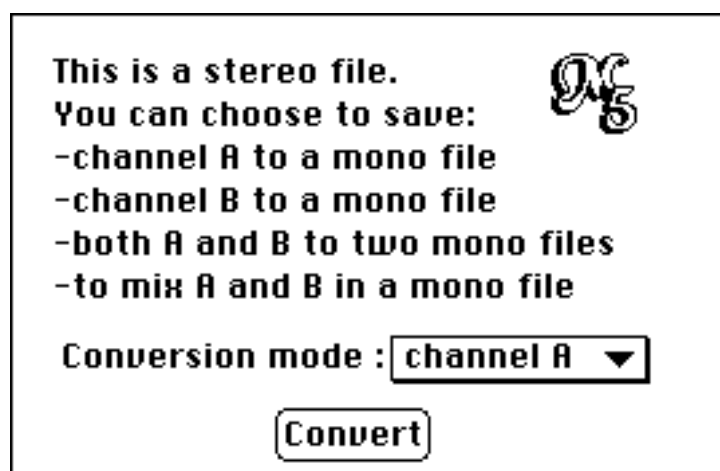 This is a stereo file.
You can choose to save:
-channel A to a mono file
-channel B to a mono file
-both A and B to two mono files
-to mix A and B in a mono file
Conversion mode : channel A
Convert